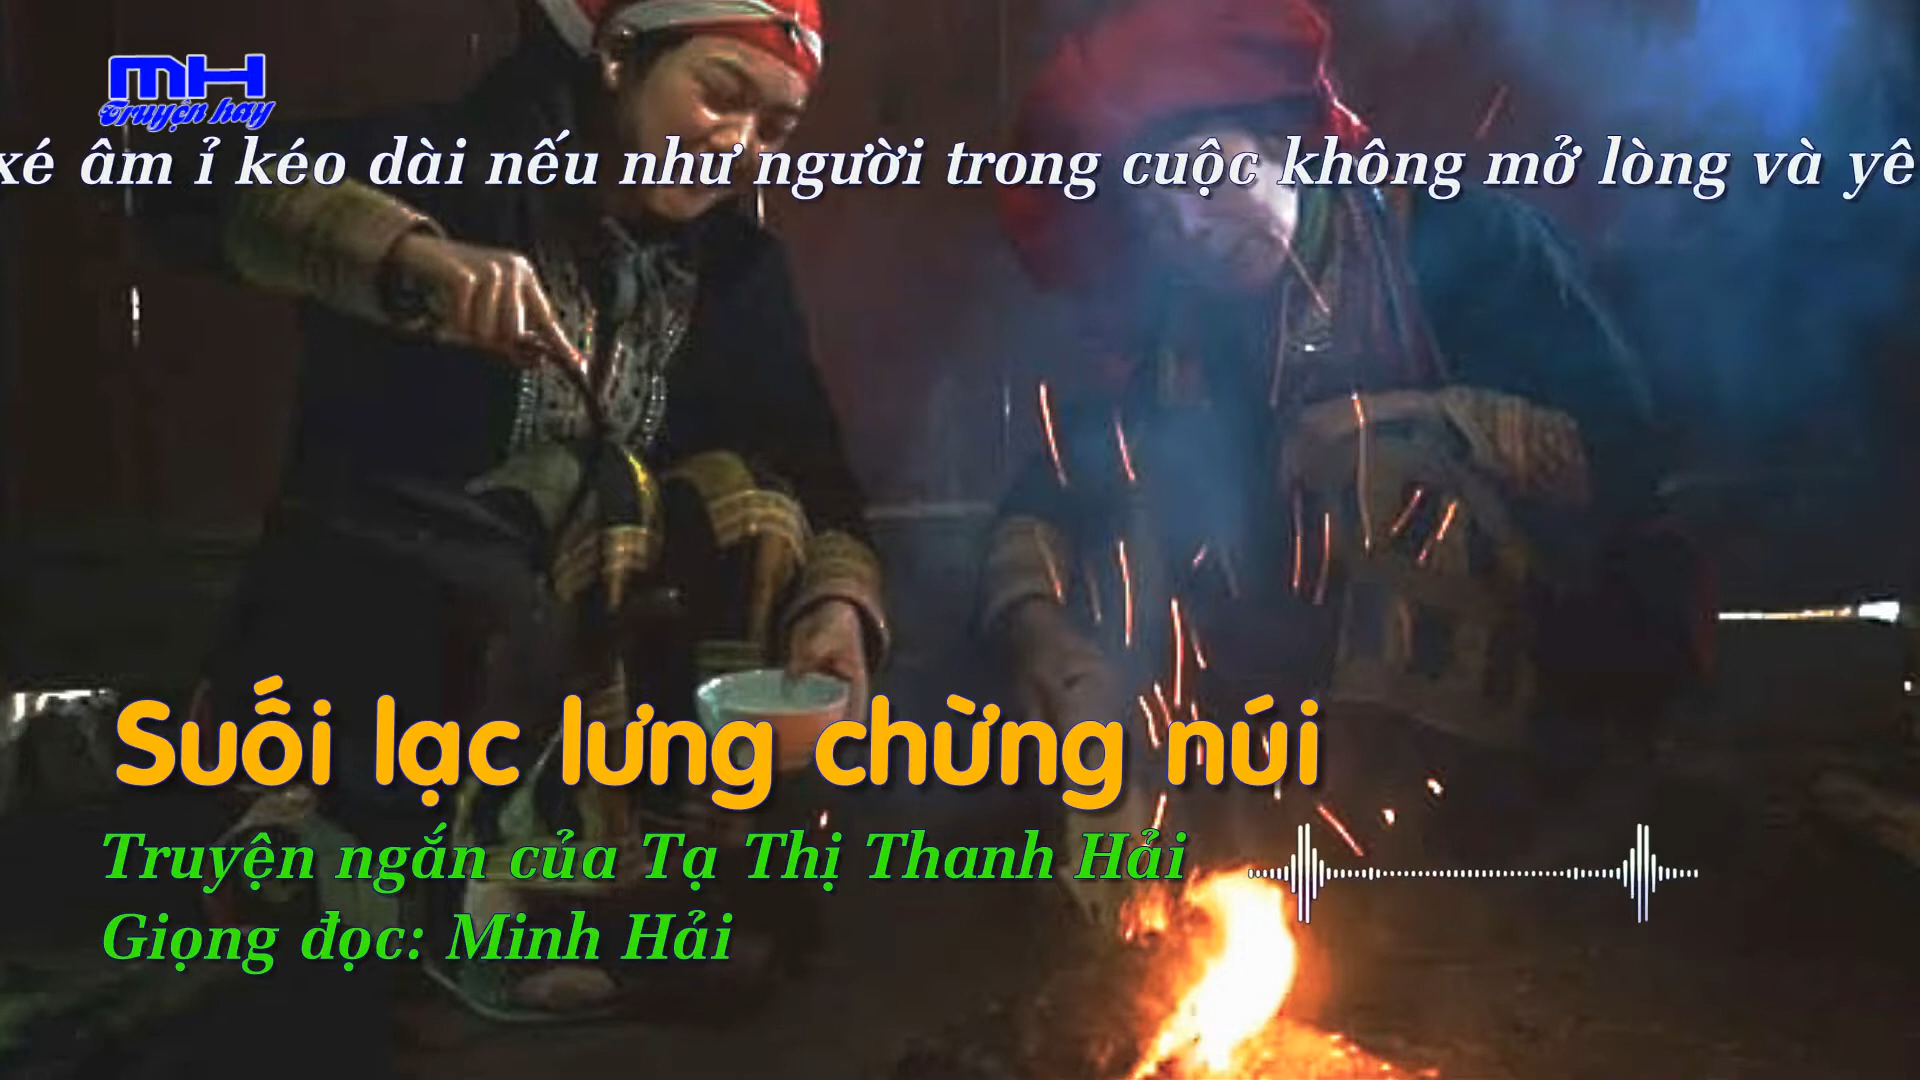 MH
Truyện hay
xé âm ỉ kéo dài nếu như người trong cuộc không mở lòng và yê
Suối lạc lưng chừng núi
Truyện ngắn của Tạ Thị Thanh Hải
Giọng đọc: Minh Hải